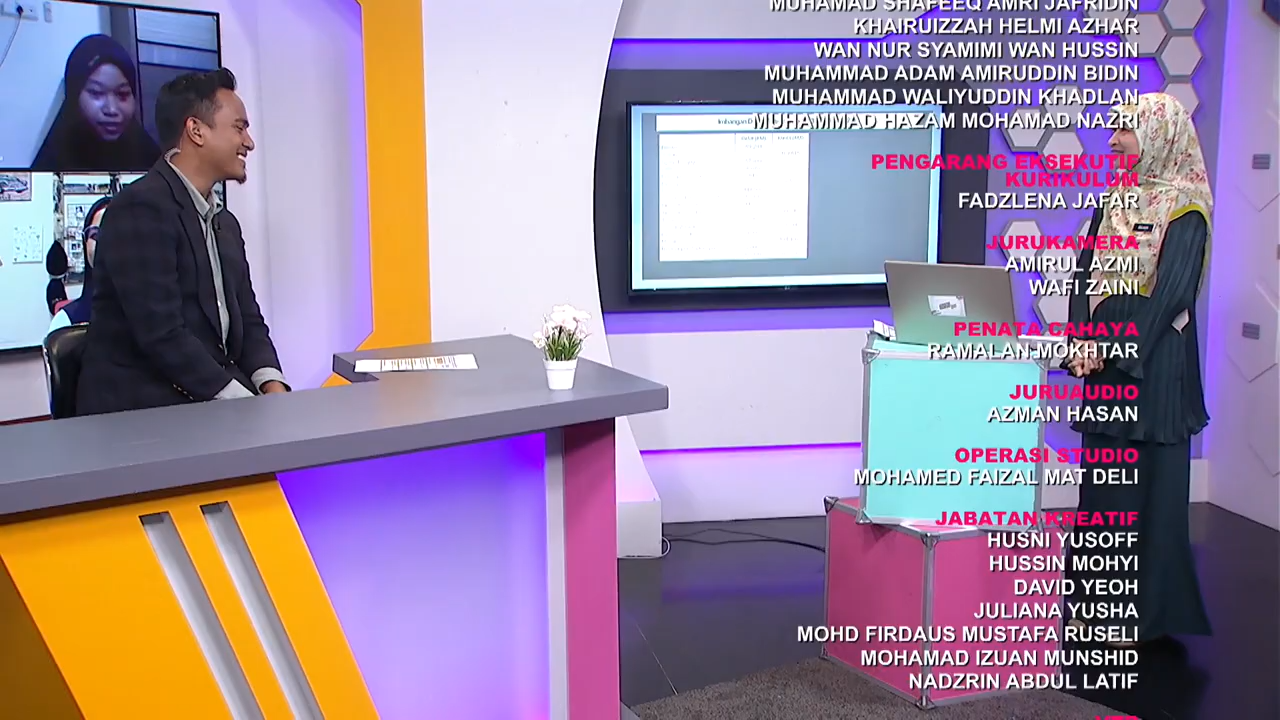 MUHAMAD SHAFEEQ AMRI JAFRIDIN
KHAIRUIZZAH HELMI AZHAR
WAN NUR SYAMIMI WAN HUSSIN
MUHAMMAD ADAM AMIRUDDIN BIDIN
MUHAMMAD WALIYUDDIN KHADLAN
MUHAMMAD HAZAM MOHAMAD NAZRI
PENGARANG EKSEKUTIF
KURIKULUM
FADZLENA JAFAR
JURUKAMERA
AMIRUL AZMI
WAFI ZAINI
PENATA CAHAYA
RAMALAN MOKHTAR
JURUAUDIO
AZMAN HASAN
OPERASI STUDIO
MOHAMED FAIZAL MAT DELI
JABATAN KREATIF
HUSNI YUSOFF
HUSSIN MOHYI
DAVID YEOH
JULIANA YUSHA
MOHD FIRDAUS MUSTAFA RUSELI
MOHAMAD IZUAN MUNSHID
NADZRIN ABDUL LATIF